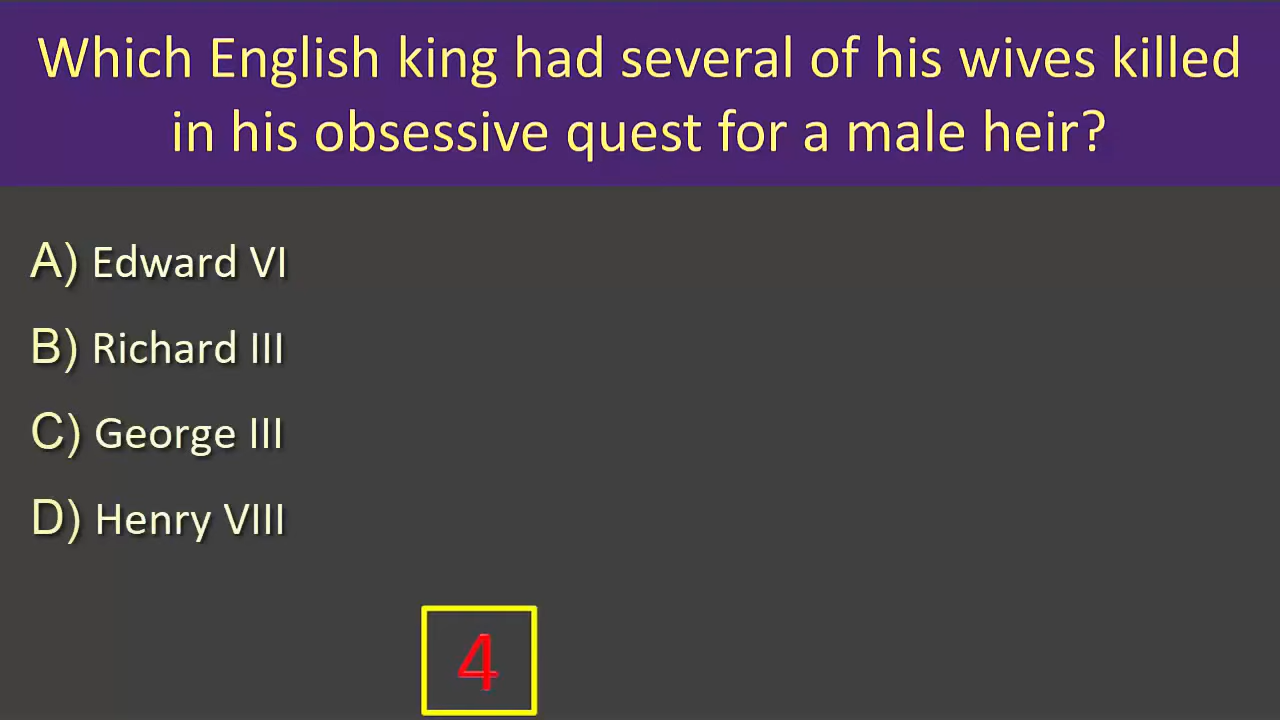 Which English king had several of his wives killed
in his obsessive quest for a male heir?
A) Edward VI
B) Richard III
C) George III
D) Henry VIII
4